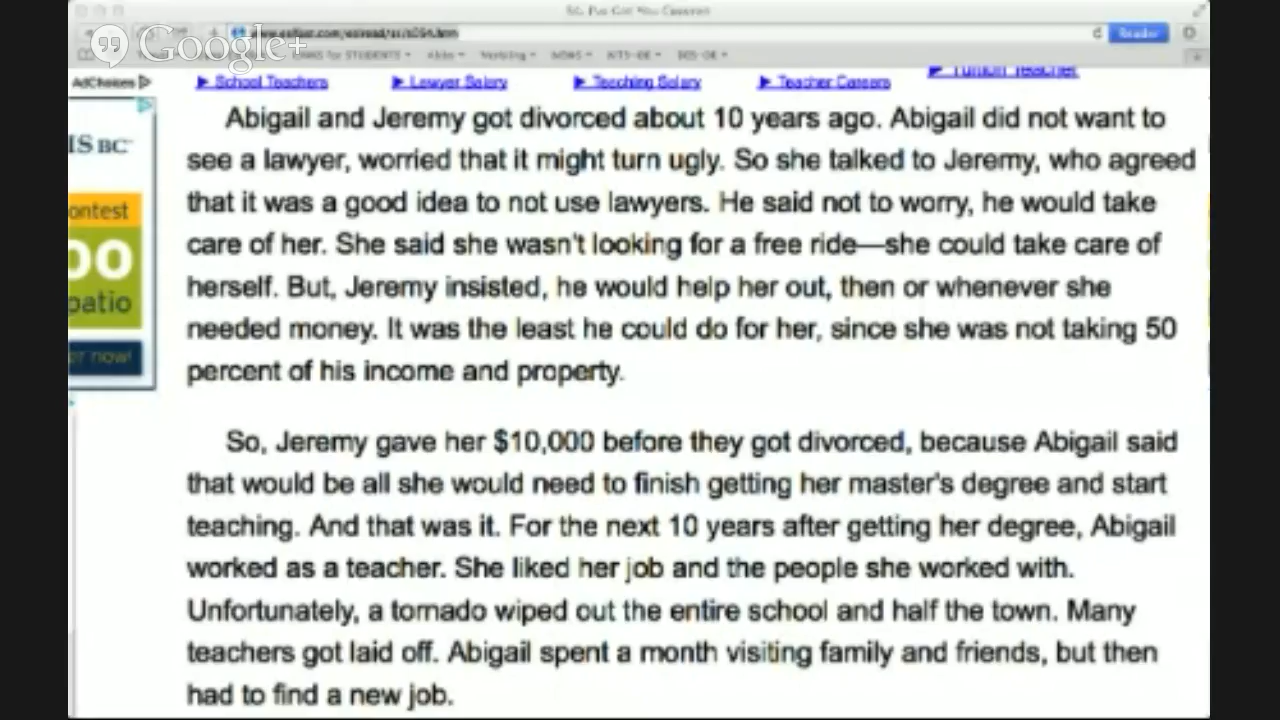 Google+
Reader
AdChoices
▶ School Teachers ▶ Lawyer Salary ▶ Teaching Salary ▶ Teacher Careers
Abigail and Jeremy got divorced about 10 years ago. Abigail did not want to
see a lawyer, worried that it might turn ugly. So she talked to Jeremy, who agreed
that it was a good idea to not use lawyers. He said not to worry, he would take
care of her. She said she wasn't looking for a free ride—she could take care of
herself. But, Jeremy insisted, he would help her out, then or whenever she
needed money. It was the least he could do for her, since she was not taking 50
percent of his income and property.
So, Jeremy gave her $10,000 before they got divorced, because Abigail said
that would be all she would need to finish getting her master's degree and start
teaching. And that was it. For the next 10 years after getting her degree, Abigail
worked as a teacher. She liked her job and the people she worked with.
Unfortunately, a tornado wiped out the entire school and half the town. Many
teachers got laid off. Abigail spent a month visiting family and friends, but then
had to find a new job.
IS BC
ontest
00
patio
now!